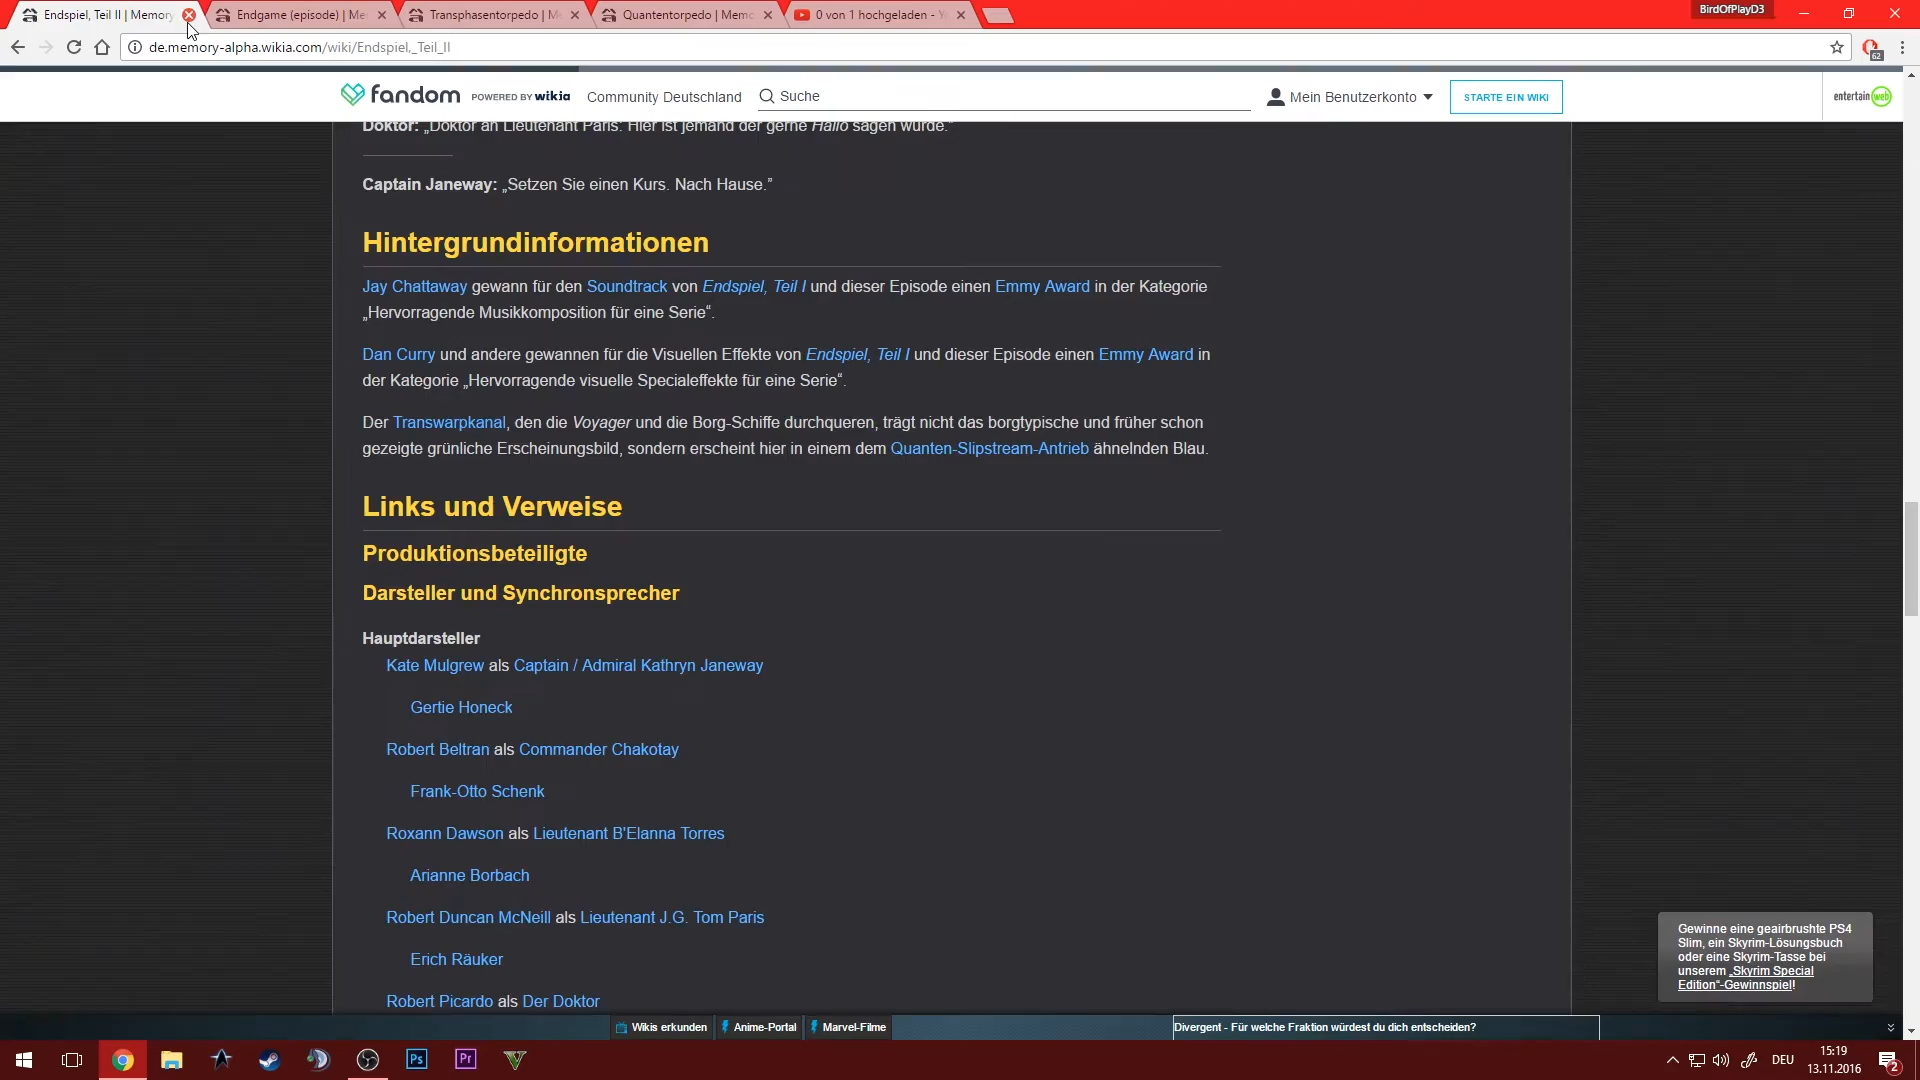 Endspiel, Teil II | Memory
Endgame (episode) | Me
Transphasentorpedo | M
Quantentorpedo | Memo
0 von 1 hochgeladen - Y
BirdOfPlayD3
de.memory-alpha.wikia.com/wiki/Endspiel,_Teil_II
62
fandom POWERED BY wikia Community Deutschland Suche Mein Benutzerkonto STARTE EIN WIKI
entertain web
Doktor: „Doktor an Lieutenant Paris. Hier ist jemand der gerne Hallo sagen würde.”
Captain Janeway: „Setzen Sie einen Kurs. Nach Hause.”
Hintergrundinformationen
Jay Chattaway gewann für den Soundtrack von Endspiel, Teil I und dieser Episode einen Emmy Award in der Kategorie
„Hervorragende Musikkomposition für eine Serie“.
Dan Curry und andere gewannen für die Visuellen Effekte von Endspiel, Teil I und dieser Episode einen Emmy Award in
der Kategorie „Hervorragende visuelle Specialeffekte für eine Serie“.
Der Transwarpkanal, den die Voyager und die Borg-Schiffe durchqueren, trägt nicht das borgtypische und früher schon
gezeigte grünliche Erscheinungsbild, sondern erscheint hier in einem dem Quanten-Slipstream-Antrieb ähnelnden Blau.
Links und Verweise
Produktionsbeteiligte
Darsteller und Synchronsprecher
Hauptdarsteller
Kate Mulgrew als Captain / Admiral Kathryn Janeway
Gertie Honeck
Robert Beltran als Commander Chakotay
Frank-Otto Schenk
Roxann Dawson als Lieutenant B'Elanna Torres
Arianne Borbach
Robert Duncan McNeill als Lieutenant J.G. Tom Paris
Erich Räuker
Robert Picardo als Der Doktor
Gewinne eine geairbrushte PS4
Slim, ein Skyrim-Lösungsbuch
oder eine Skyrim-Tasse bei
unserem „Skyrim Special
Edition“-Gewinnspiel!
Wikis erkunden
Anime-Portal
Marvel-Filme
Divergent - Für welche Fraktion würdest du dich entscheiden?
Ps
Pr
DEU
15:19
13.11.2016
2